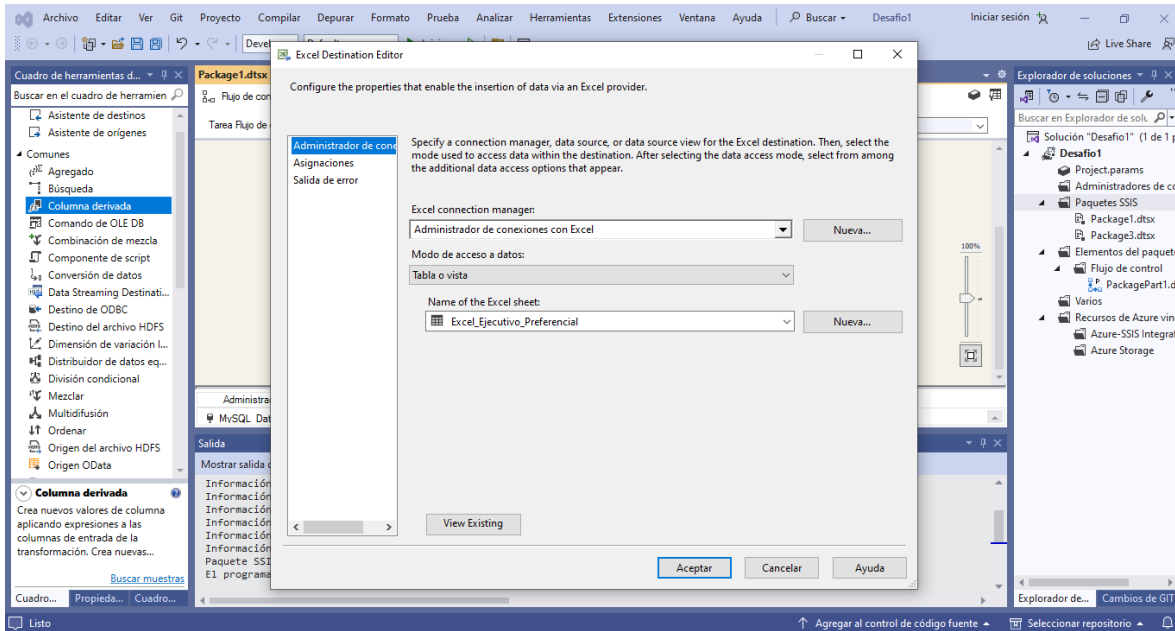 Archivo Editar Ver Git Proyecto Compilar Depurar Formato Prueba Analizar Herramientas Extensiones Ventana Ayuda Buscar Desafio1 Iniciar sesión
Devel
Live Share
Cuadro de herramientas d...
Buscar en el cuadro de herramien
Asistente de destinos
Asistente de orígenes
Comunes
Agregado
Búsqueda
Columna derivada
Comando de OLE DB
Combinación de mezcla
Componente de script
Conversión de datos
Data Streaming Destinati...
Destino de ODBC
Destino del archivo HDFS
Dimensión de variación l...
Distribuidor de datos eq...
División condicional
Mezclar
Multidifusión
Ordenar
Origen del archivo HDFS
Origen OData
Columna derivada
Crea nuevos valores de columna
aplicando expresiones a las
columnas de entrada de la
transformación. Crea nuevas...
Buscar muestras
Cuadro... Propieda... Cuadro...
Package1.dtsx
Flujo de con
Tarea Flujo de
100%
Administra
MySQL_Dat
Salida
Mostrar salida d
Información
Información
Información
Información
Información
Información
Paquete SSI
El programa
Excel Destination Editor
Configure the properties that enable the insertion of data via an Excel provider.
Administrador de cone
Asignaciones
Salida de error
Specify a connection manager, data source, or data source view for the Excel destination. Then, select the
mode used to access data within the destination. After selecting the data access mode, select from among
the additional data access options that appear.
Excel connection manager:
Administrador de conexiones con Excel
Nueva...
Modo de acceso a datos:
Tabla o vista
Name of the Excel sheet:
Excel_Ejecutivo_Preferencial
Nueva...
View Existing
Aceptar Cancelar Ayuda
Explorador de soluciones
Buscar en Explorador de solu
Solución "Desafio1" (1 de 1 p
Desafio1
Project.params
Administradores de co
Paquetes SSIS
Package1.dtsx
Package3.dtsx
Elementos del paquete
Flujo de control
PackagePart1.d
Varios
Recursos de Azure vin
Azure-SSIS Integrat
Azure Storage
Explorador de... Cambios de GIT
Listo
Agregar al control de código fuente Seleccionar repositorio